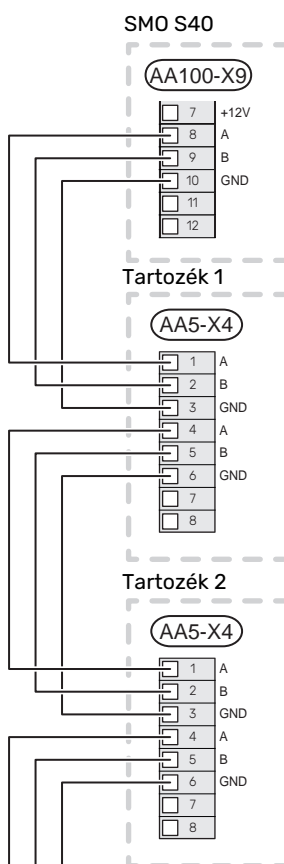 SMO S40
AA100-X9
7 +12V
8 A
9 B
10 GND
11
12
Tartozék 1
AA5-X4
1 A
2 B
3 GND
4 A
5 B
6 GND
7
8
Tartozék 2
AA5-X4
1 A
2 B
3 GND
4 A
5 B
6 GND
7
8